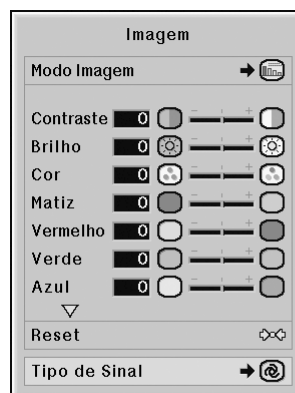 Imagem
Modo Imagem
Contraste 0
Brilho 0
Cor 0
Matiz 0
Vermelho 0
Verde 0
Azul 0
Reset
Tipo de Sinal